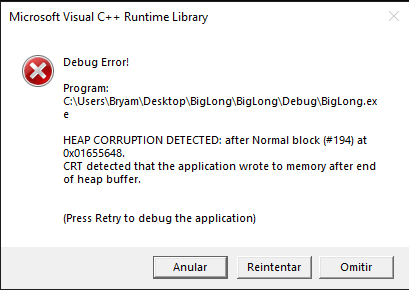 Microsoft Visual C++ Runtime Library
Debug Error!
Program:
C:\Users\Bryam\Desktop\BigLong\BigLong\Debug\BigLong.ex
e
HEAP CORRUPTION DETECTED: after Normal block (#194) at
0x01655648.
CRT detected that the application wrote to memory after end
of heap buffer.
(Press Retry to debug the application)
Anular Reintentar Omitir